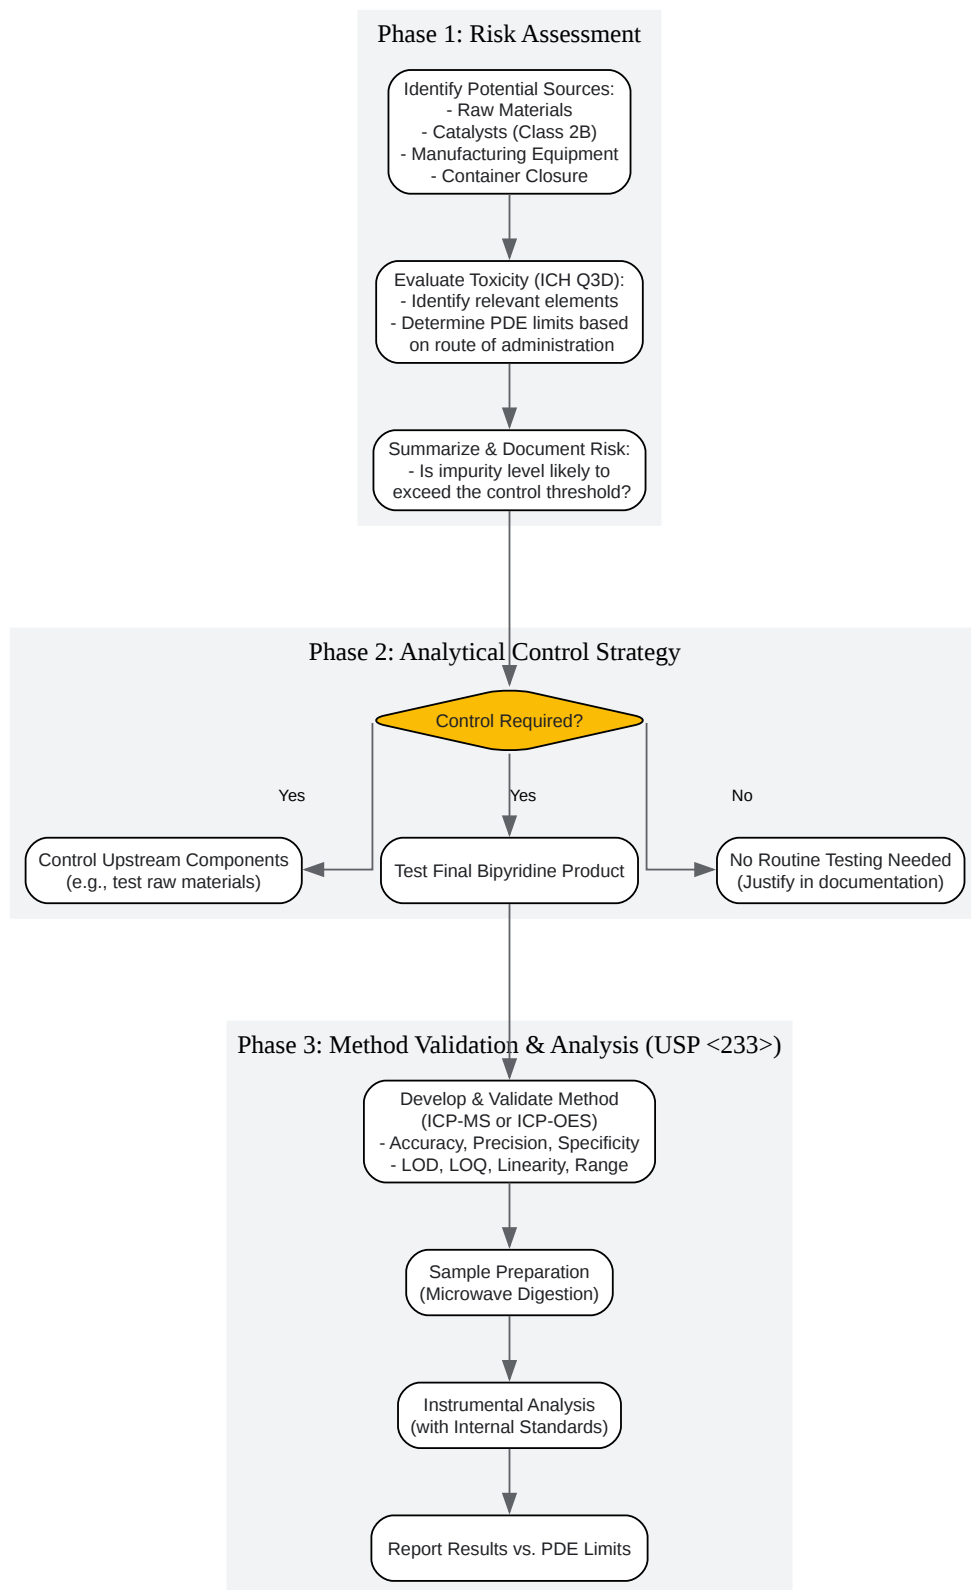 Phase 1: Risk Assessment
Identify Potential Sources:
- Raw Materials
- Catalysts (Class 2B)
- Manufacturing Equipment
- Container Closure
Evaluate Toxicity (ICH Q3D):
- Identify relevant elements
- Determine PDE limits based
on route of administration
Summarize & Document Risk:
- Is impurity level likely to
exceed the control threshold?
Phase 2: Analytical Control Strategy
Control Required?
Yes
Yes
No
Control Upstream Components
(e.g., test raw materials)
Test Final Bipyridine Product
No Routine Testing Needed
(Justify in documentation)
Phase 3: Method Validation & Analysis (USP <233>)
Develop & Validate Method
(ICP-MS or ICP-OES)
- Accuracy, Precision, Specificity
- LOD, LOQ, Linearity, Range
Sample Preparation
(Microwave Digestion)
Instrumental Analysis
(with Internal Standards)
Report Results vs. PDE Limits